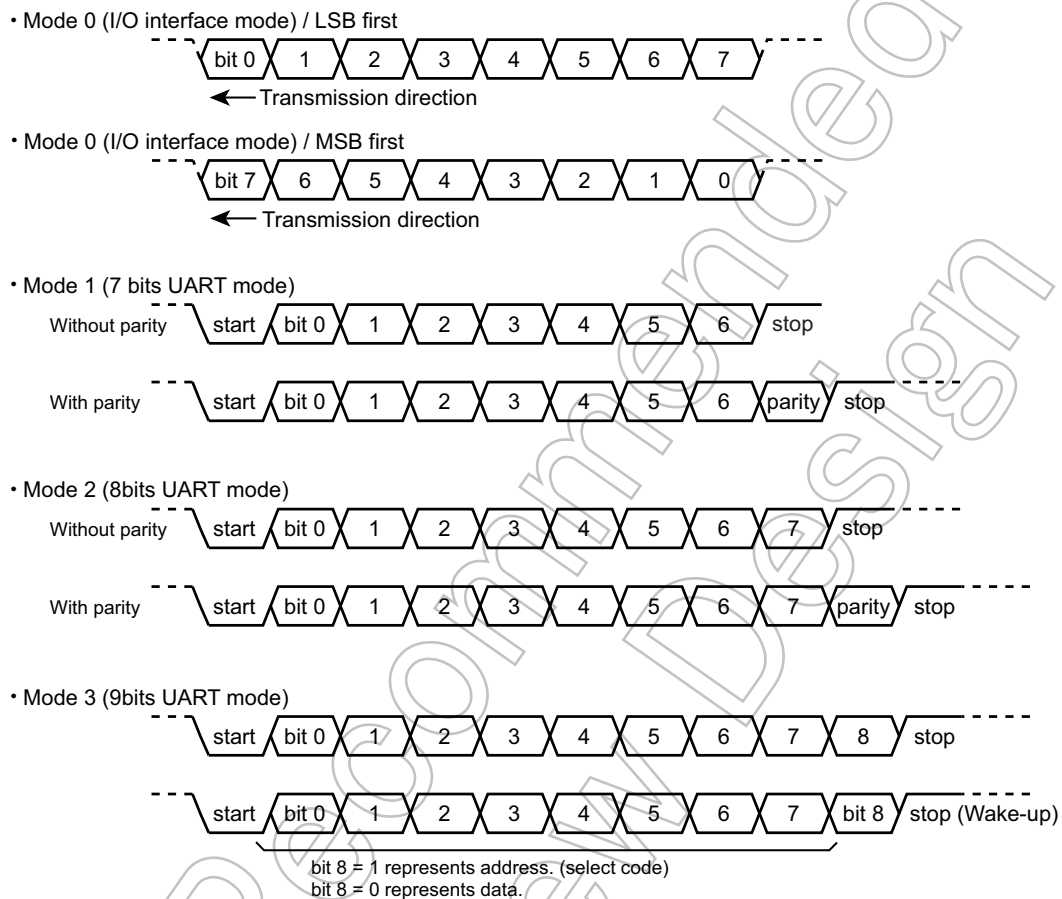 ・Mode 0 (I/O interface mode) / LSB first
bit 0 1 2 3 4 5 6 7
Transmission direction
・Mode 0 (I/O interface mode) / MSB first
bit 7 6 5 4 3 2 1 0
Transmission direction
・Mode 1 (7 bits UART mode)
Without parity start bit 0 1 2 3 4 5 6 stop
With parity start bit 0 1 2 3 4 5 6 parity stop
・Mode 2 (8bits UART mode)
Without parity start bit 0 1 2 3 4 5 6 7 stop
With parity start bit 0 1 2 3 4 5 6 7 parity stop
・Mode 3 (9bits UART mode)
start bit 0 1 2 3 4 5 6 7 8 stop
start bit 0 1 2 3 4 5 6 7 bit 8 stop (Wake-up)
bit 8 = 1 represents address. (select code)
bit 8 = 0 represents data.
Recommended
ew Design